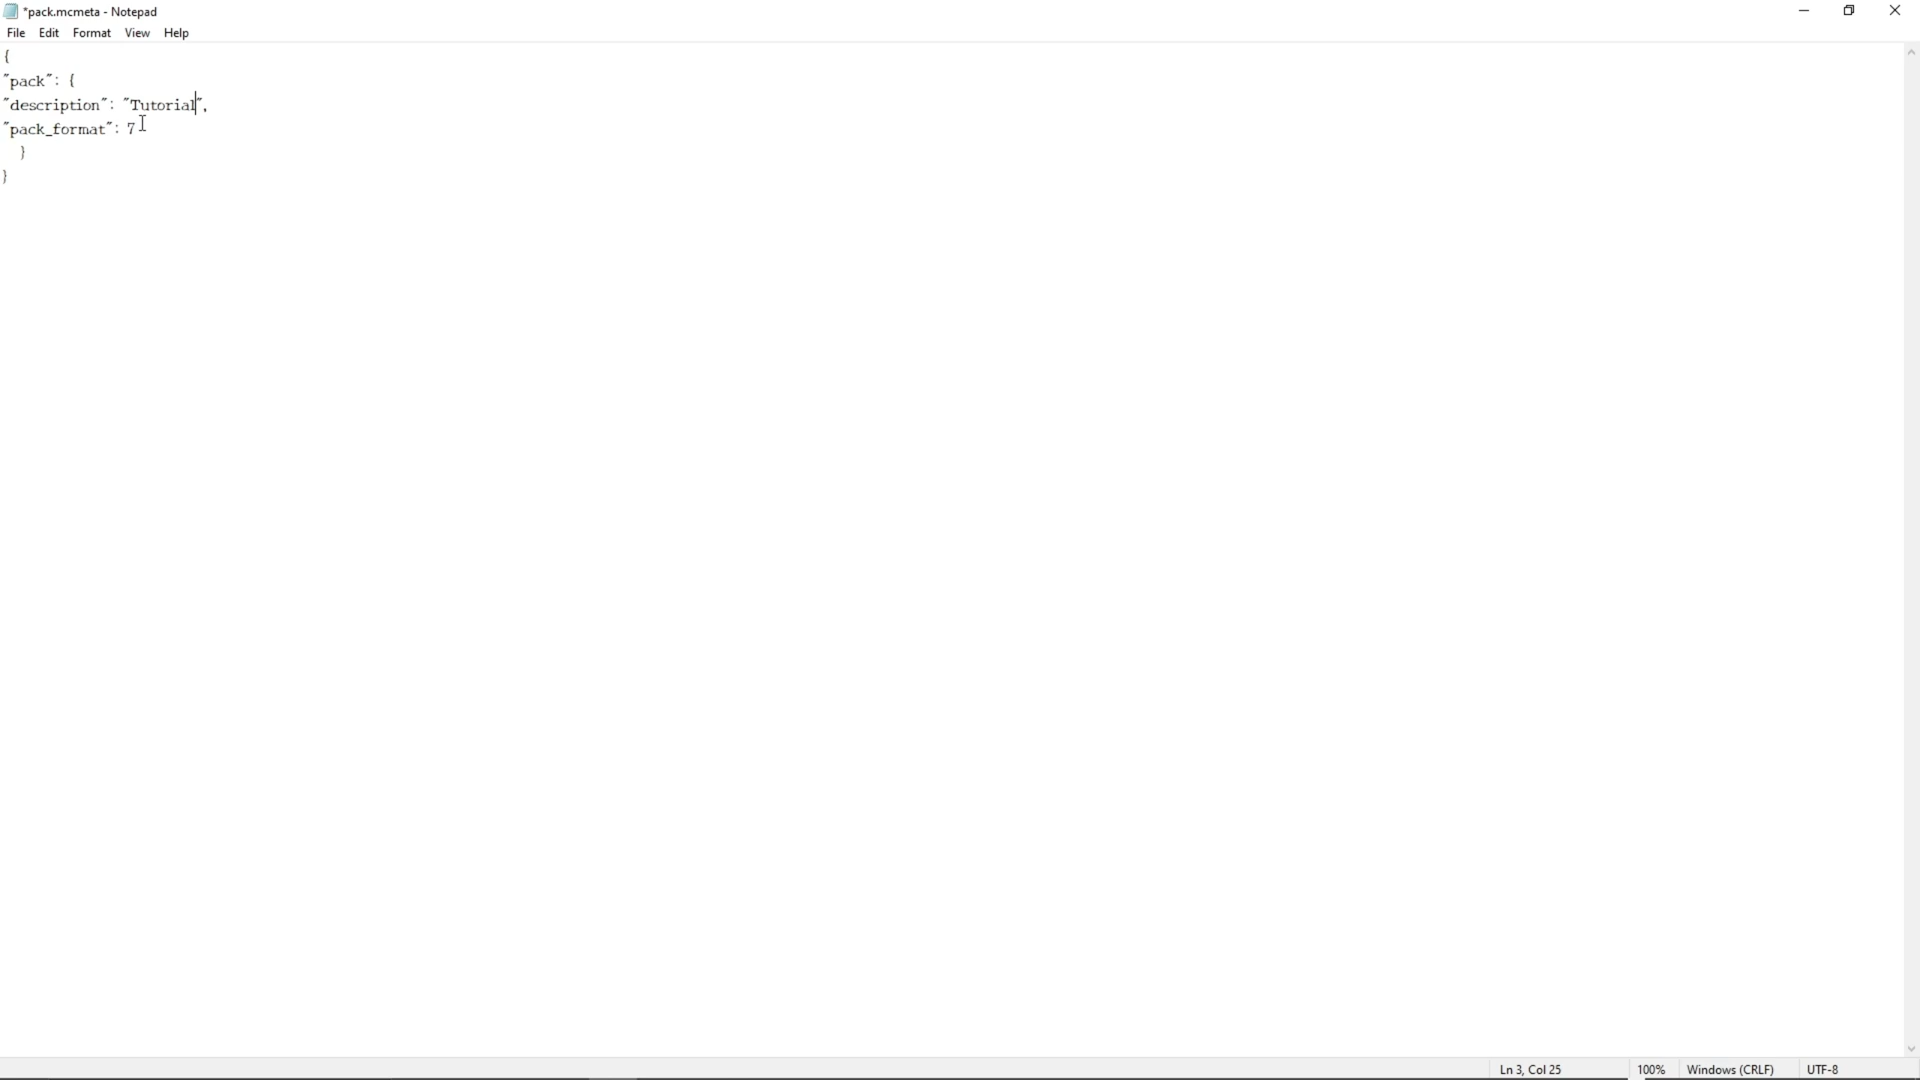 *pack.mcmeta - Notepad
File Edit Format View Help
{
"pack": {
"description": "Tutorial",
"pack_format": 7
}
}
Ln 3, Col 25 100% Windows (CRLF) UTF-8